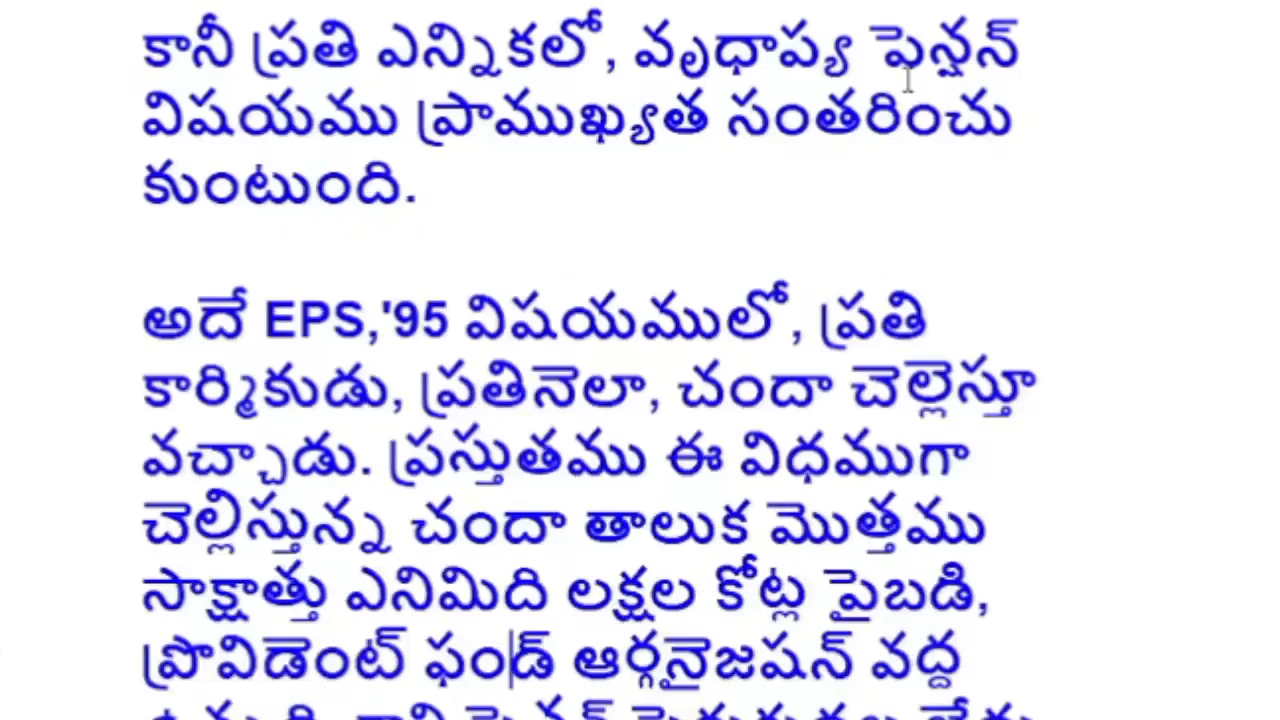 కానీ ప్రతి ఎన్నికలో, వృధాప్య పెన్షన్
విషయము ప్రాముఖ్యత సంతరించు
కుంటుంది.
అదే EPS,'95 విషయములో, ప్రతి
కార్మికుడు, ప్రతినెలా, చందా చెల్లెస్తూ
వచ్చాడు. ప్రస్తుతము ఈ విధముగా
చెల్లిస్తున్న చందా తాలుక మొత్తము
సాక్షాత్తు ఎనిమిది లక్షల కోట్ల పైబడి,
ప్రొవిడెంట్ ఫండ్ ఆర్గనైజషన్ వద్ద